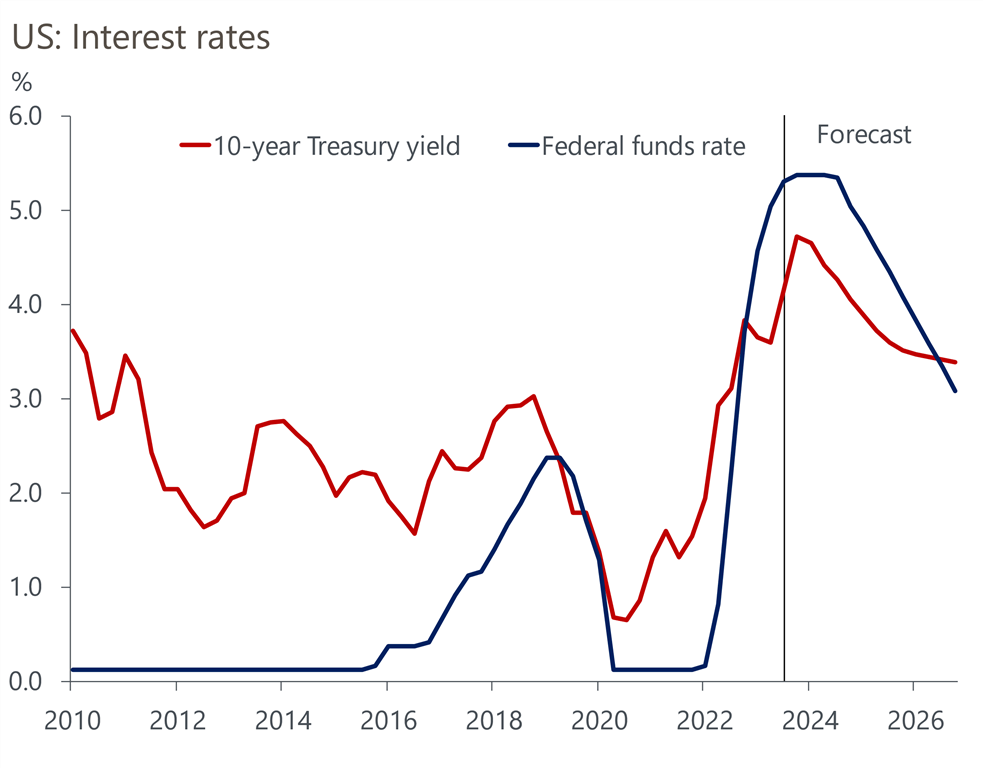 US: Interest rates
%
6.0
10-year Treasury yield
Federal funds rate
Forecast
5.0
4.0
3.0
2.0
1.0
0.0
2010 2012 2014 2016 2018 2020 2022 2024 2026